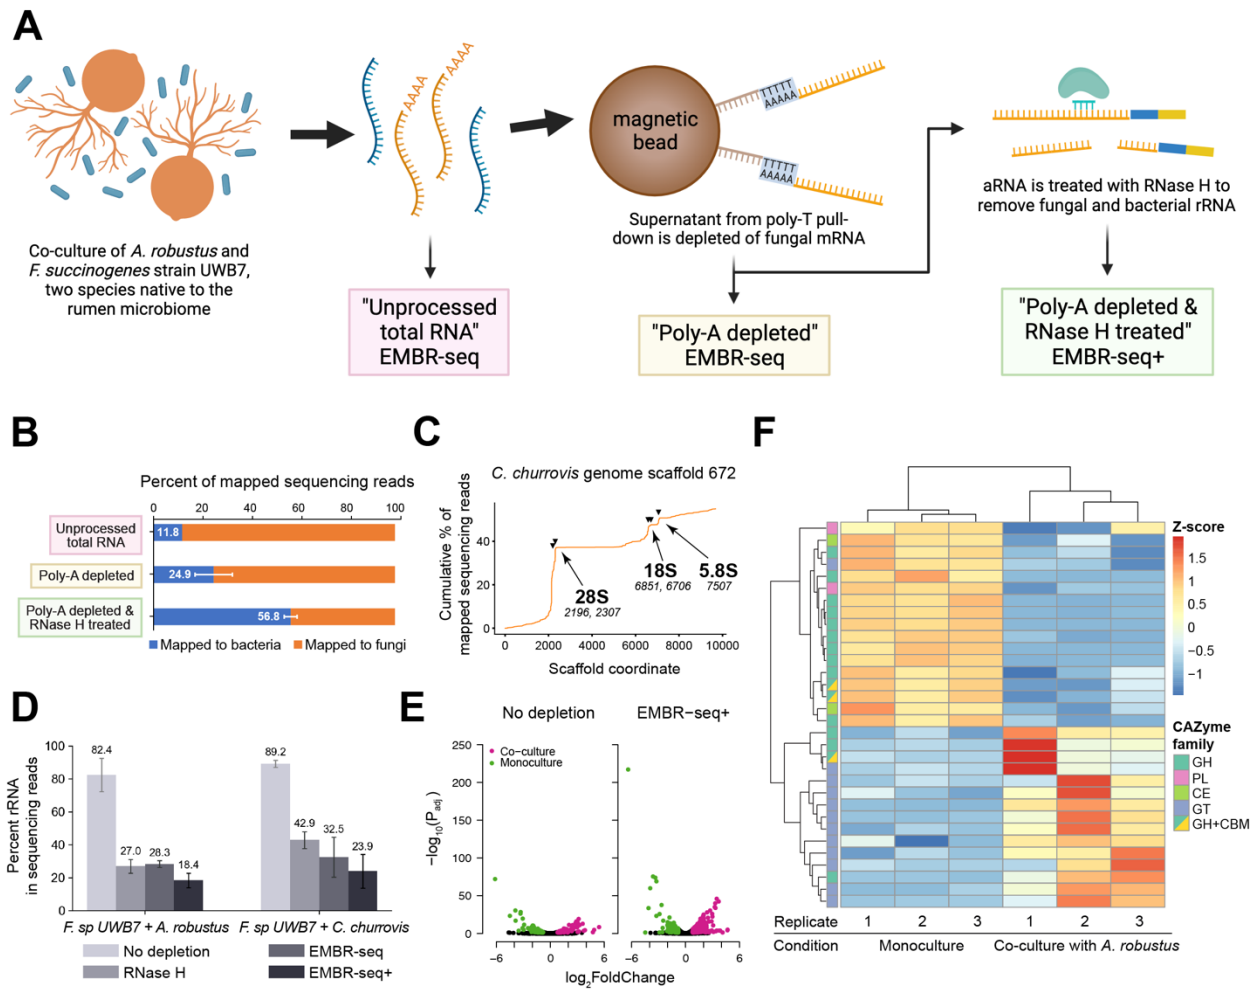 A
AAAA
AAAA
magnetic
bead
TTTT
AAAAA
TTTT
AAAAA
Co-culture of A. robustus and
F. succinogenes strain UWB7,
two species native to the
rumen microbiome
Supernatant from poly-T pull-
down is depleted of fungal mRNA
aRNA is treated with RNase H to
remove fungal and bacterial rRNA
"Unprocessed
total RNA"
EMBR-seq
"Poly-A depleted"
EMBR-seq
"Poly-A depleted &
RNase H treated"
EMBR-seq+
B
Percent of mapped sequencing reads
0 20 40 60 80 100
Unprocessed
total RNA
11.8
Poly-A depleted
24.9
Poly-A depleted &
RNase H treated
56.8
Mapped to bacteria
Mapped to fungi
C
C. churrovis genome scaffold 672
Cumulative % of
mapped sequencing reads
40
20
0
28S
2196, 2307
18S
6851, 6706
5.8S
7507
0 2000 4000 6000 8000 10000
Scaffold coordinate
D
Percent rRNA
in sequencing reads
100
80
60
40
20
0
82.4
27.0
28.3
18.4
89.2
42.9
32.5
23.9
F. sp UWB7 + A. robustus
F. sp UWB7 + C. churrovis
No depletion
RNase H
EMBR-seq
EMBR-seq+
E
No depletion
EMBR−seq+
Co-culture
Monoculture
−log10(Padj)
250
200
150
100
50
0
−6 0 6
−6 0 6
log2FoldChange
F
Z-score
1.5
1
0.5
0
−0.5
−1
CAZyme
family
GH
PL
CE
GT
GH+CBM
Replicate 1 2 3 1 2 3
Condition Monoculture Co-culture with A. robustus